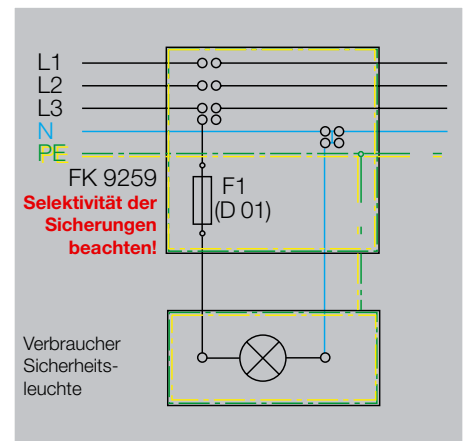 L1
L2
L3
N
PE
FK 9259
Selektivität der
Sicherungen
beachten!
F1
(D 01)
Verbraucher
Sicherheits-
leuchte